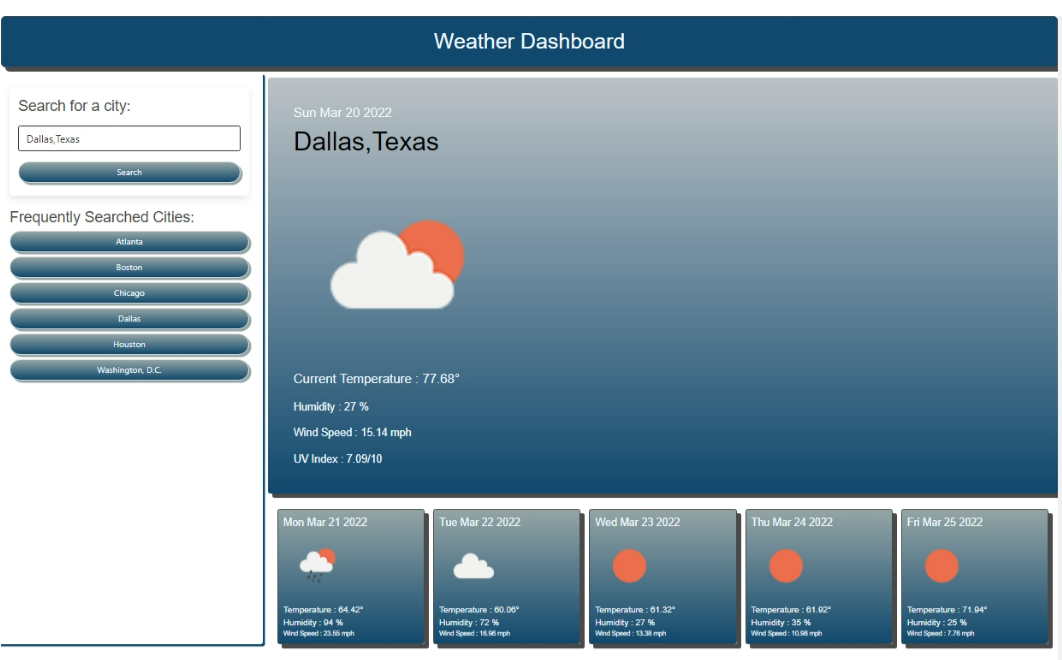 Weather Dashboard
Search for a city:
Dallas,Texas
Search
Frequently Searched Cities:
Atlanta
Boston
Chicago
Dallas
Houston
Washington, D.C.
Sun Mar 20 2022
Dallas,Texas
Current Temperature : 77.68°
Humidity : 27 %
Wind Speed : 15.14 mph
UV Index : 7.09/10
Mon Mar 21 2022
Temperature : 64.42°
Humidity : 94 %
Wind Speed : 23.55 mph
Tue Mar 22 2022
Temperature : 60.06°
Humidity : 72 %
Wind Speed : 16.96 mph
Wed Mar 23 2022
Temperature : 61.32°
Humidity : 27 %
Wind Speed : 13.38 mph
Thu Mar 24 2022
Temperature : 61.92°
Humidity : 35 %
Wind Speed : 10.98 mph
Fri Mar 25 2022
Temperature : 71.94°
Humidity : 25 %
Wind Speed : 7.76 mph